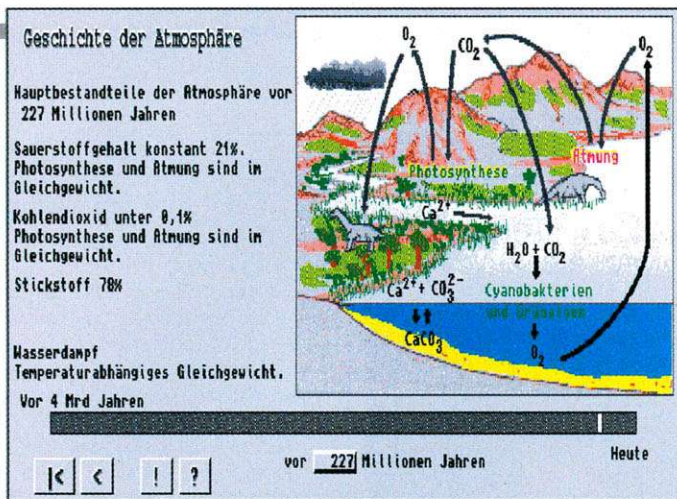 Geschichte der Atmosphäre
Hauptbestandteile der Atmosphäre vor
227 Millionen Jahren
Sauerstoffgehalt konstant 21%.
Photosynthese und Atmung sind im
Gleichgewicht.
Kohlendioxid unter 0,1%
Photosynthese und Atmung sind im
Gleichgewicht.
Stickstoff 78%
Wasserdampf
Temperaturabhängiges Gleichgewicht.
O2
CO2
O2
Photosynthese
Atmung
Ca2+
H2O + CO2
Ca2+ + CO3 2-
Cyanobakterien
und Grünalgen
CaCO3
O2
Vor 4 Mrd Jahren
Heute
vor 227 Millionen Jahren
|< < ! ?